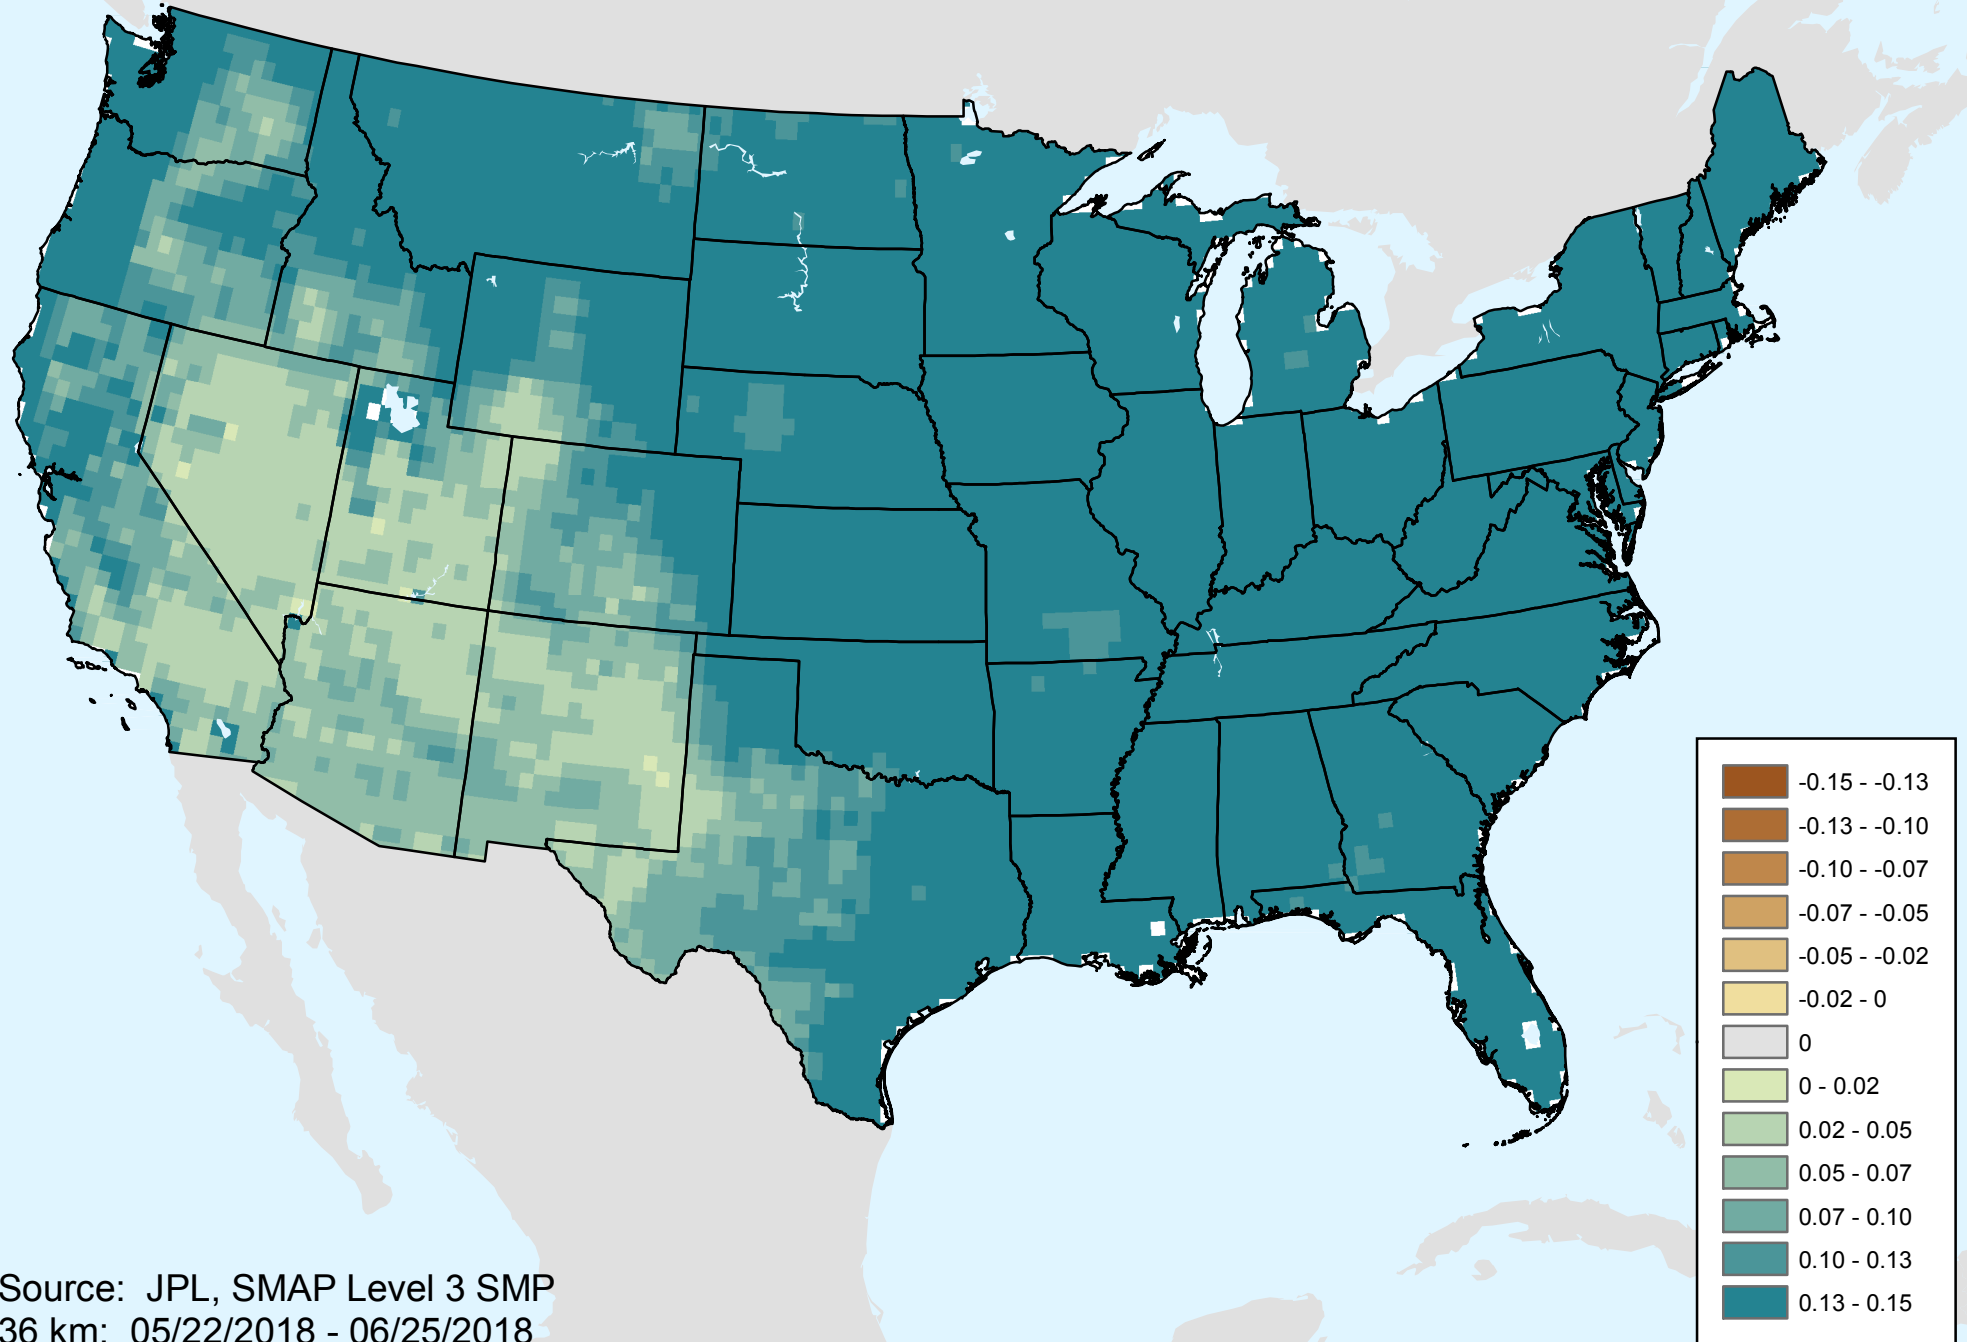 -0.15 - -0.13
-0.13 - -0.10
-0.10 - -0.07
-0.07 - -0.05
-0.05 - -0.02
-0.02 - 0
0
0 - 0.02
0.02 - 0.05
0.05 - 0.07
0.07 - 0.10
0.10 - 0.13
0.13 - 0.15
Source: JPL, SMAP Level 3 SMP
36 km: 05/22/2018 - 06/25/2018